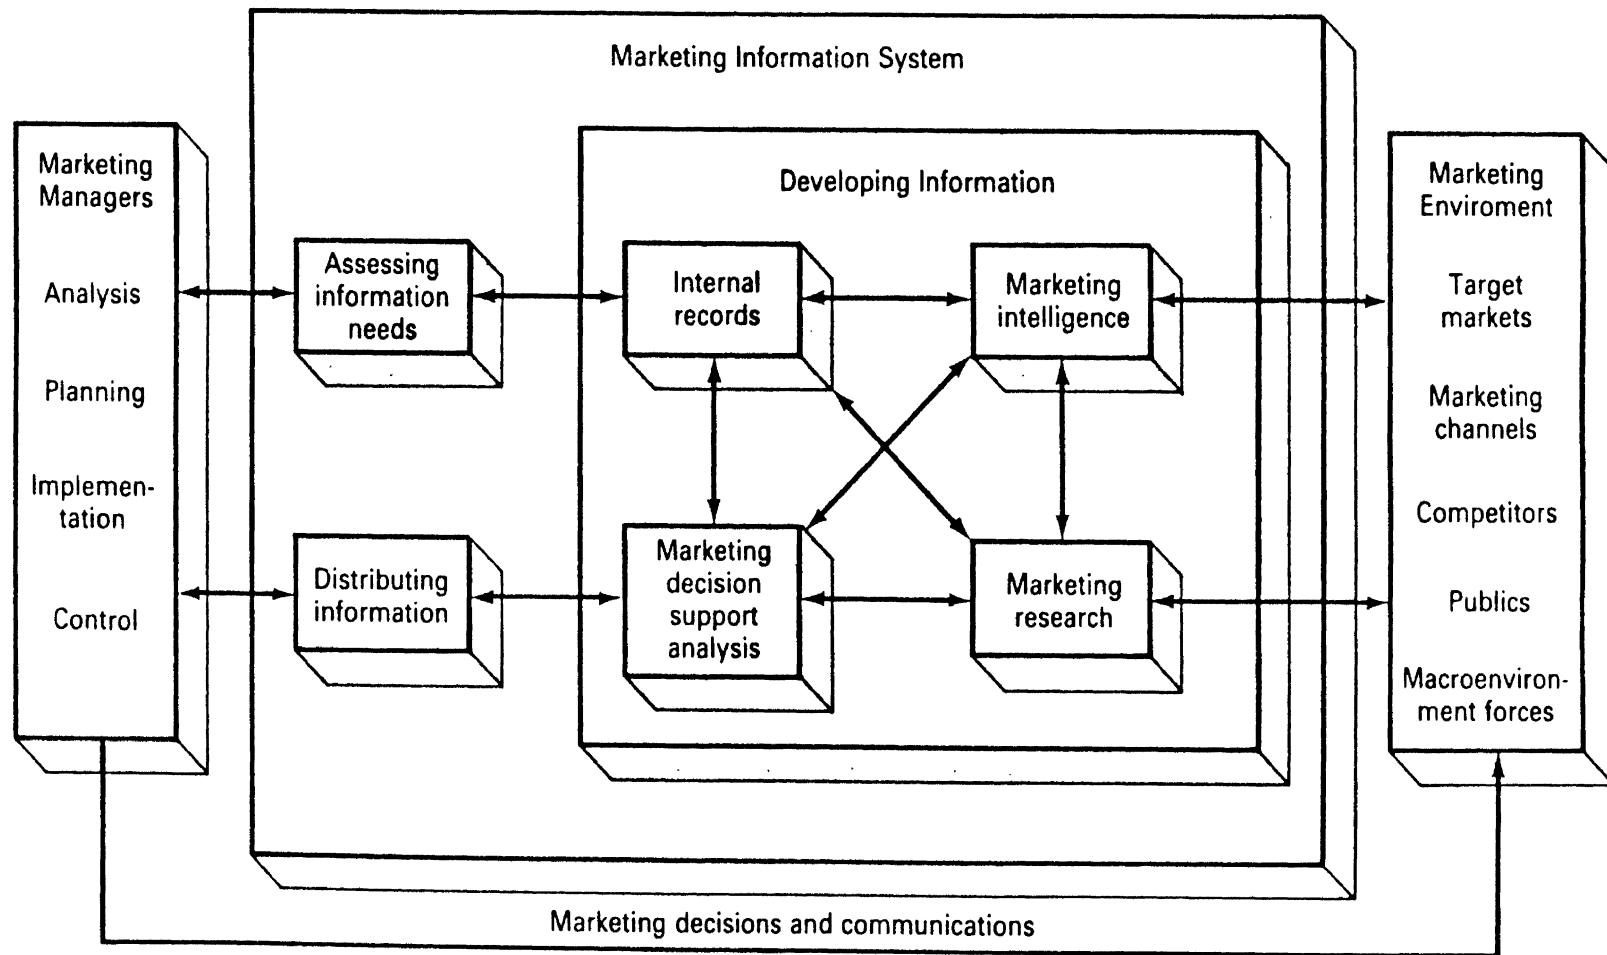 Marketing Information System
Marketing
Managers
Analysis
Planning
Implemen-
tation
Control
Assessing
information
needs
Distributing
information
Developing Information
Internal
records
Marketing
intelligence
Marketing
decision
support
analysis
Marketing
research
Marketing
Enviroment
Target
markets
Marketing
channels
Competitors
Publics
Macroenviron-
ment forces
Marketing decisions and communications